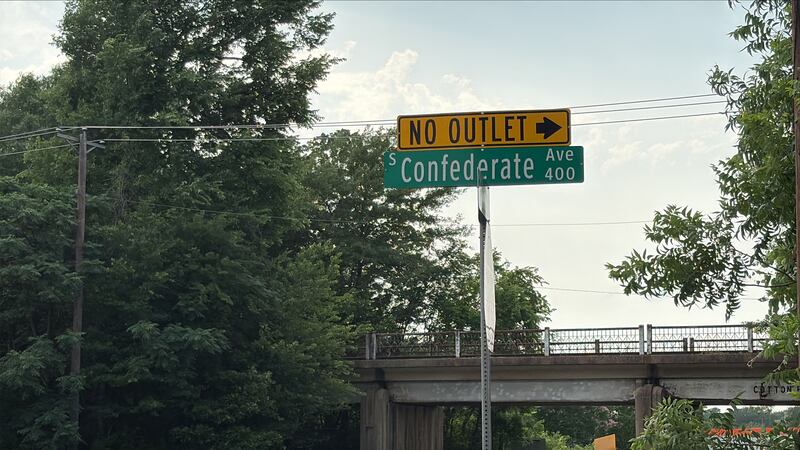 NO OUTLET
S Confederate Ave
400
COTTON